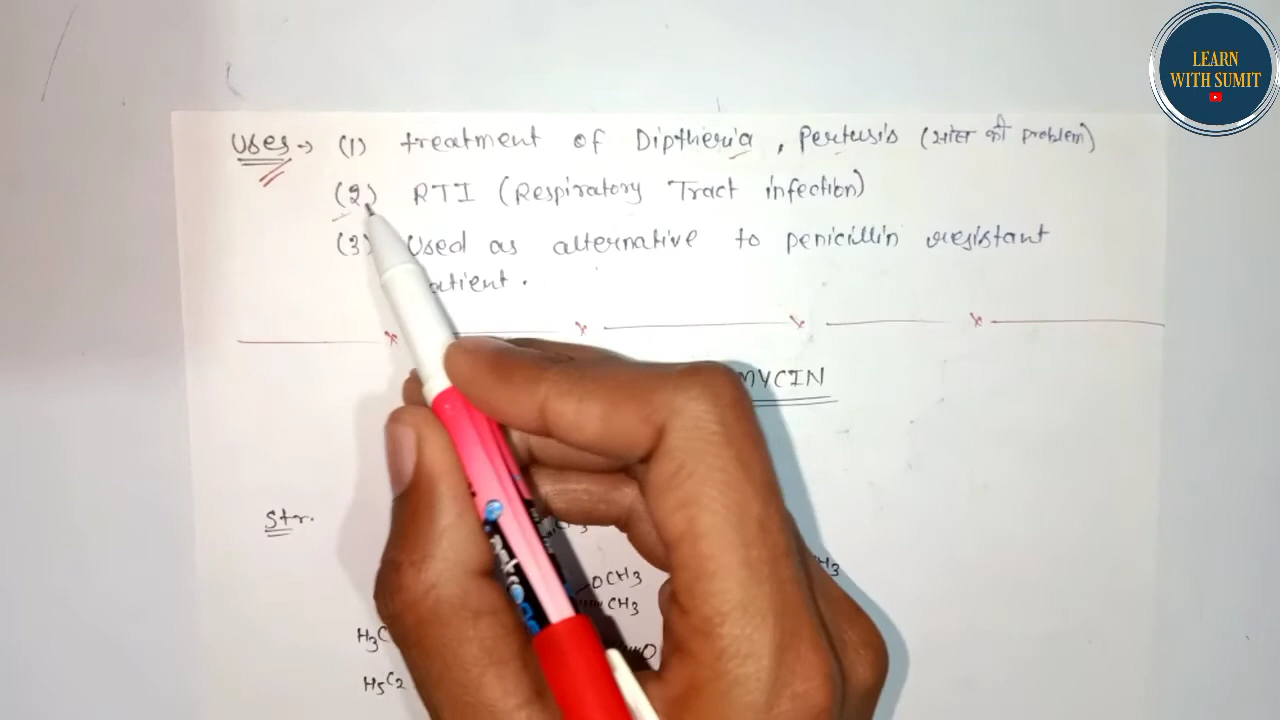 LEARN
WITH SUMIT
Uses → (1) treatment of Diptheria , Pertusis (सांस की problem)
(2) RTI (Respiratory Tract infection)
(3) Used as alternative to penicillin resistant
atient .
MYCIN
Str.
OCH3
CH3
H3C
O
H5C2